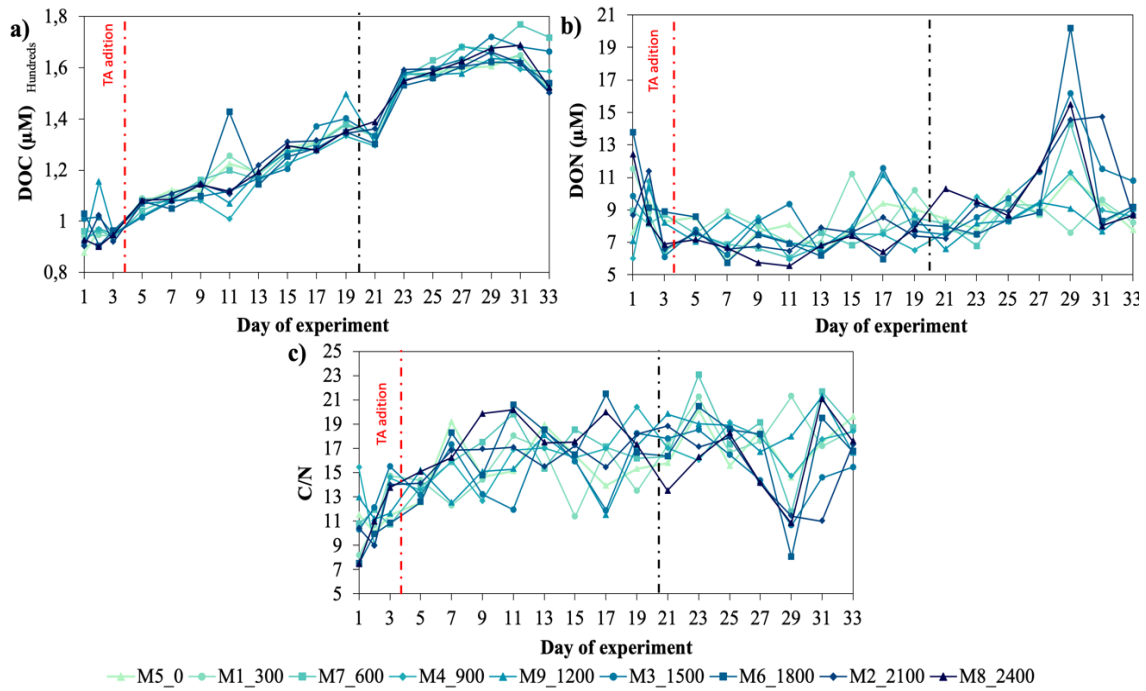 a)
1,8
1,6
1,4
1,2
1
0,8
Hundreds
DOC (µM)
TA adition
1 3 5 7 9 11 13 15 17 19 21 23 25 27 29 31 33
Day of experiment
b)
21
19
17
15
13
11
9
7
5
DON (µM)
TA adition
1 3 5 7 9 11 13 15 17 19 21 23 25 27 29 31 33
Day of experiment
c)
25
23
21
19
17
15
13
11
9
7
5
C/N
TA adition
1 3 5 7 9 11 13 15 17 19 21 23 25 27 29 31 33
Day of experiment
M5_0 M1_300 M7_600 M4_900 M9_1200 M3_1500 M6_1800 M2_2100 M8_2400